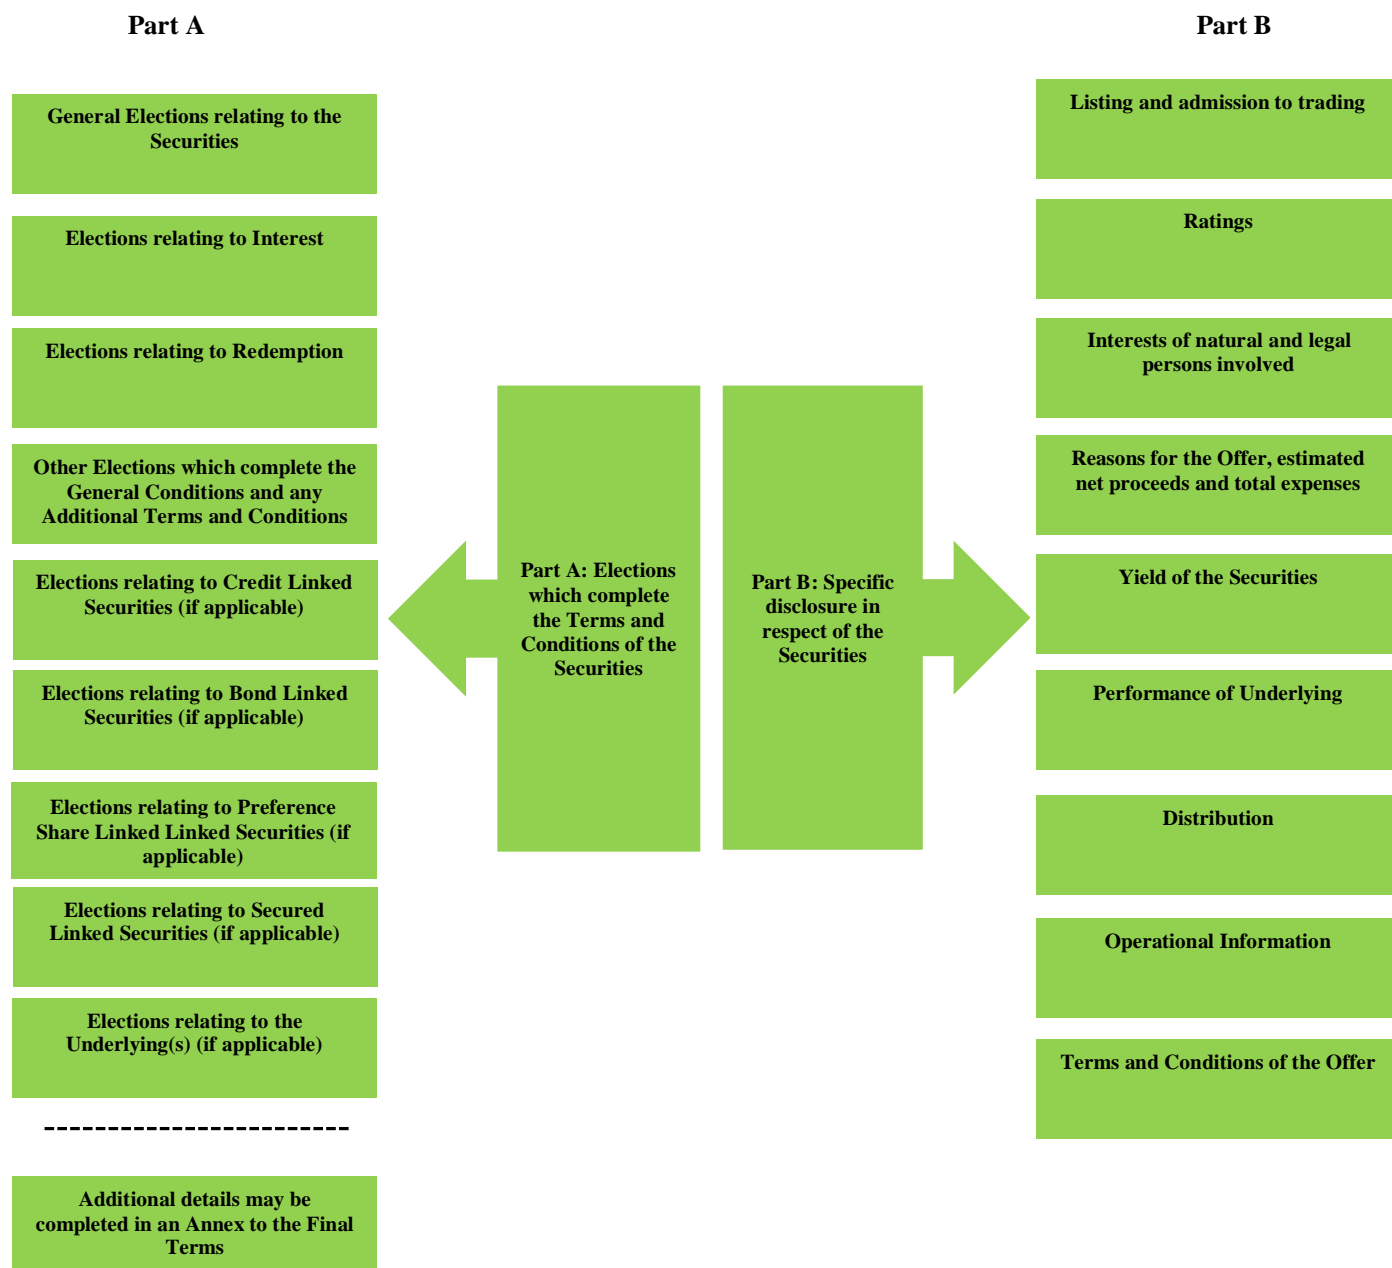 Part A
General Elections relating to the
Securities
Elections relating to Interest
Elections relating to Redemption
Other Elections which complete the
General Conditions and any
Additional Terms and Conditions
Elections relating to Credit Linked
Securities (if applicable)
Elections relating to Bond Linked
Securities (if applicable)
Elections relating to Preference
Share Linked Linked Securities (if
applicable)
Elections relating to Secured
Linked Securities (if applicable)
Elections relating to the
Underlying(s) (if applicable)
-------------------------
Additional details may be
completed in an Annex to the Final
Terms
Part A: Elections
which complete
the Terms and
Conditions of the
Securities
Part B: Specific
disclosure in
respect of the
Securities
Part B
Listing and admission to trading
Ratings
Interests of natural and legal
persons involved
Reasons for the Offer, estimated
net proceeds and total expenses
Yield of the Securities
Performance of Underlying
Distribution
Operational Information
Terms and Conditions of the Offer